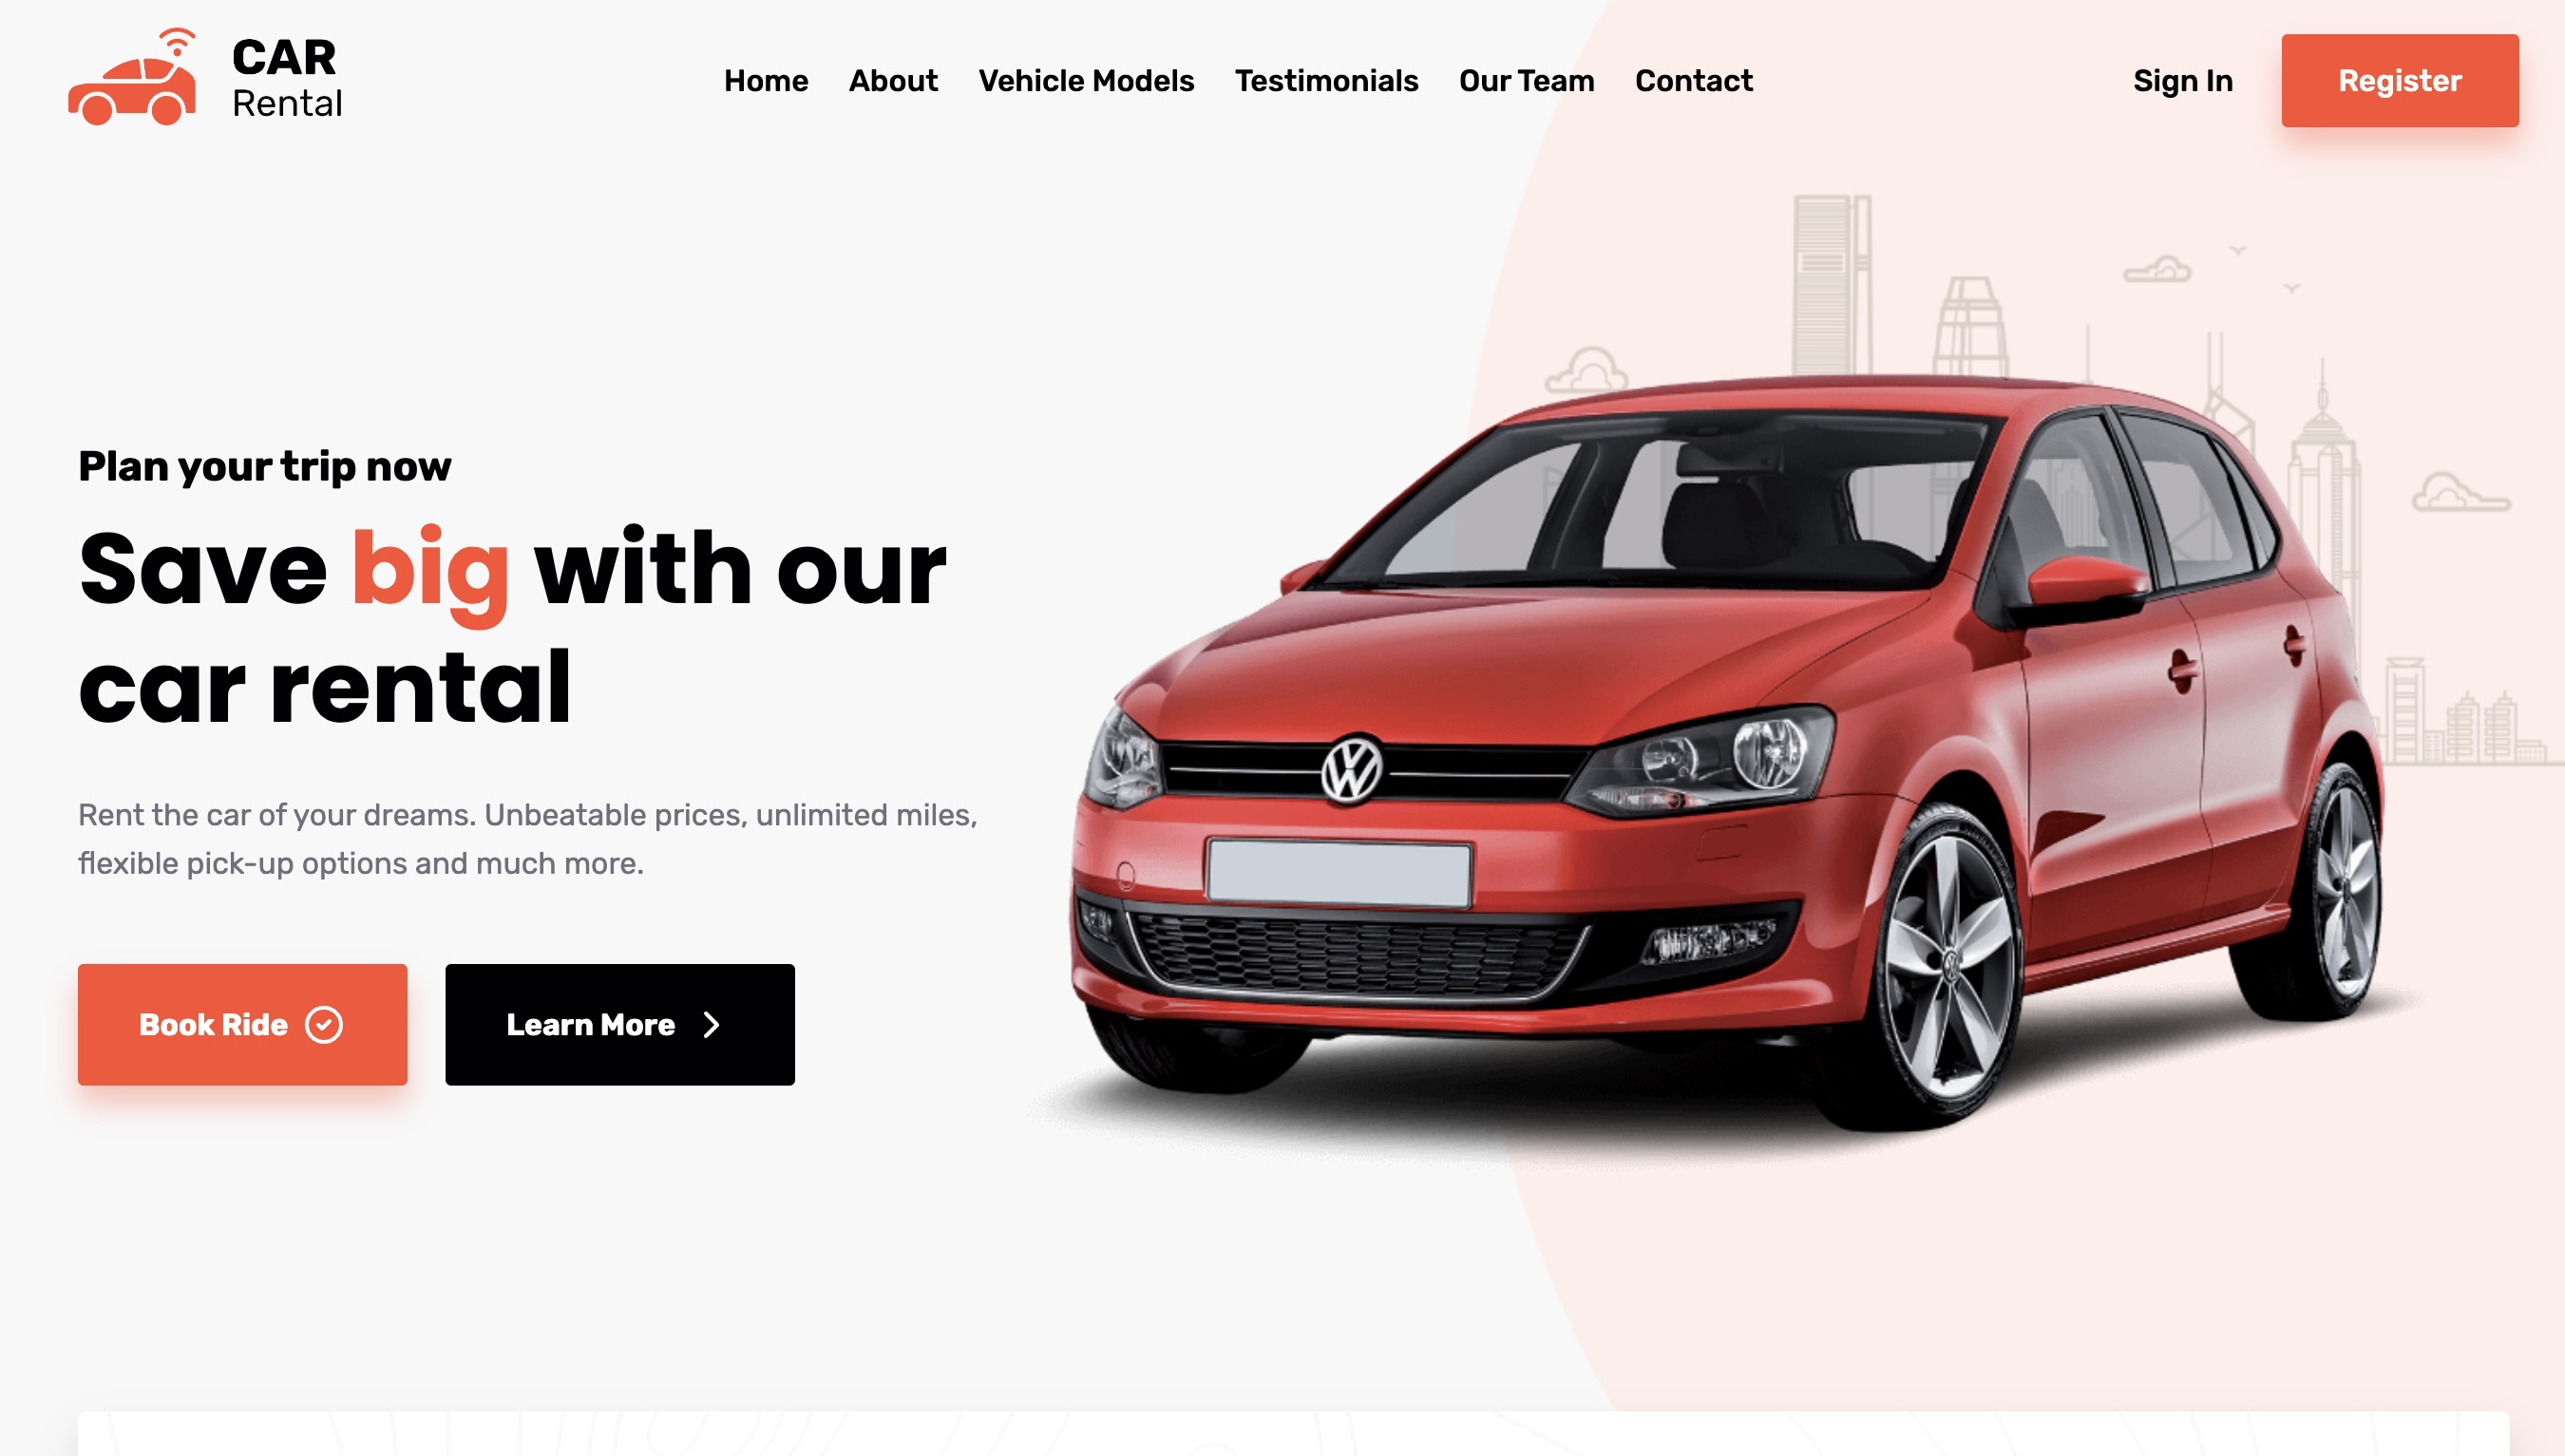 CAR
Rental
Home About Vehicle Models Testimonials Our Team Contact Sign In Register
Plan your trip now
Save big with our
car rental
Rent the car of your dreams. Unbeatable prices, unlimited miles,
flexible pick-up options and much more.
Book Ride Learn More